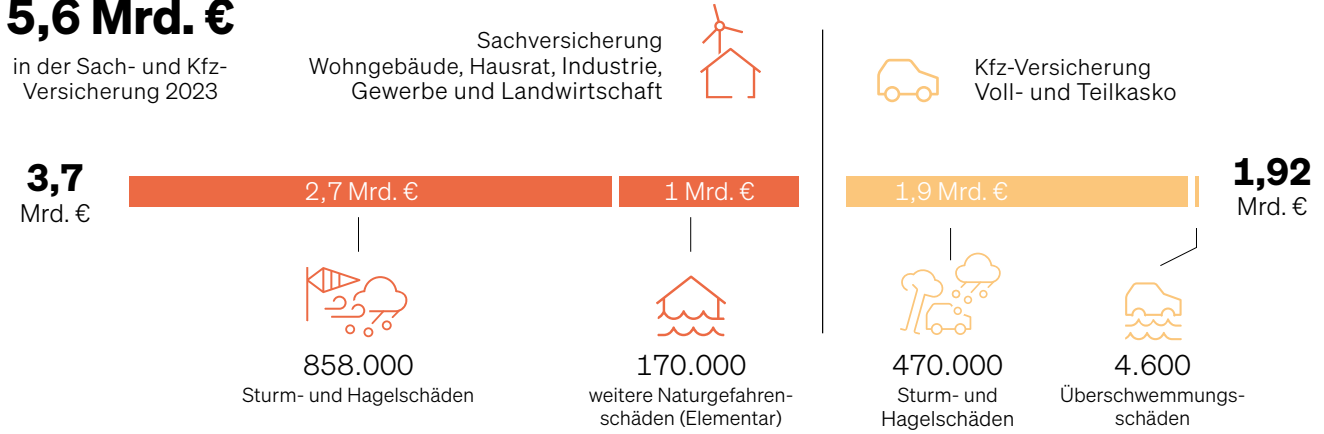 5,6 Mrd. €
in der Sach- und Kfz-
Versicherung 2023
Sachversicherung
Wohngebäude, Hausrat, Industrie,
Gewerbe und Landwirtschaft
Kfz-Versicherung
Voll- und Teilkasko
3,7
Mrd. €
2,7 Mrd. €
1 Mrd. €
1,9 Mrd. €
1,92
Mrd. €
858.000
Sturm- und Hagelschäden
170.000
weitere Naturgefahren-
schäden (Elementar)
470.000
Sturm- und
Hagelschäden
4.600
Überschwemmungs-
schäden